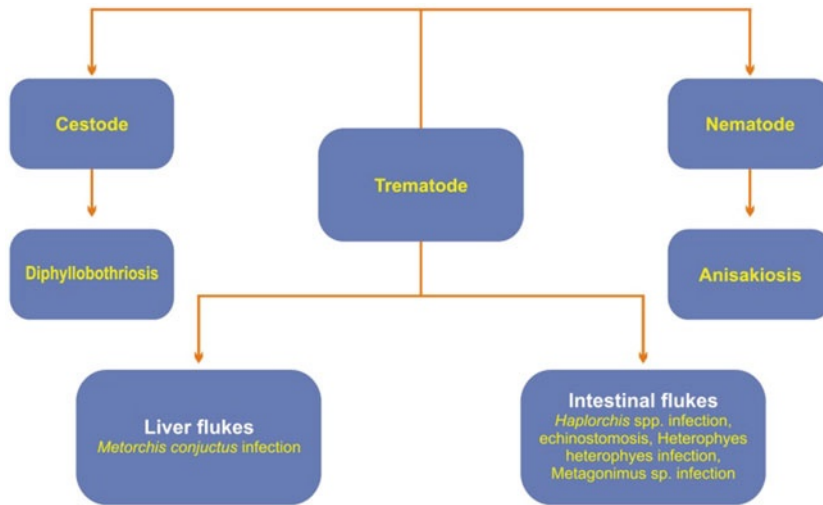 Cestode
Trematode
Nematode
Diphyllobothriosis
Anisakiosis
Liver flukes
Metorchis conjuctus infection
Intestinal flukes
Haplorchis spp. infection,
echinostomosis, Heterophyes
heterophyes infection,
Metagonimus sp. infection